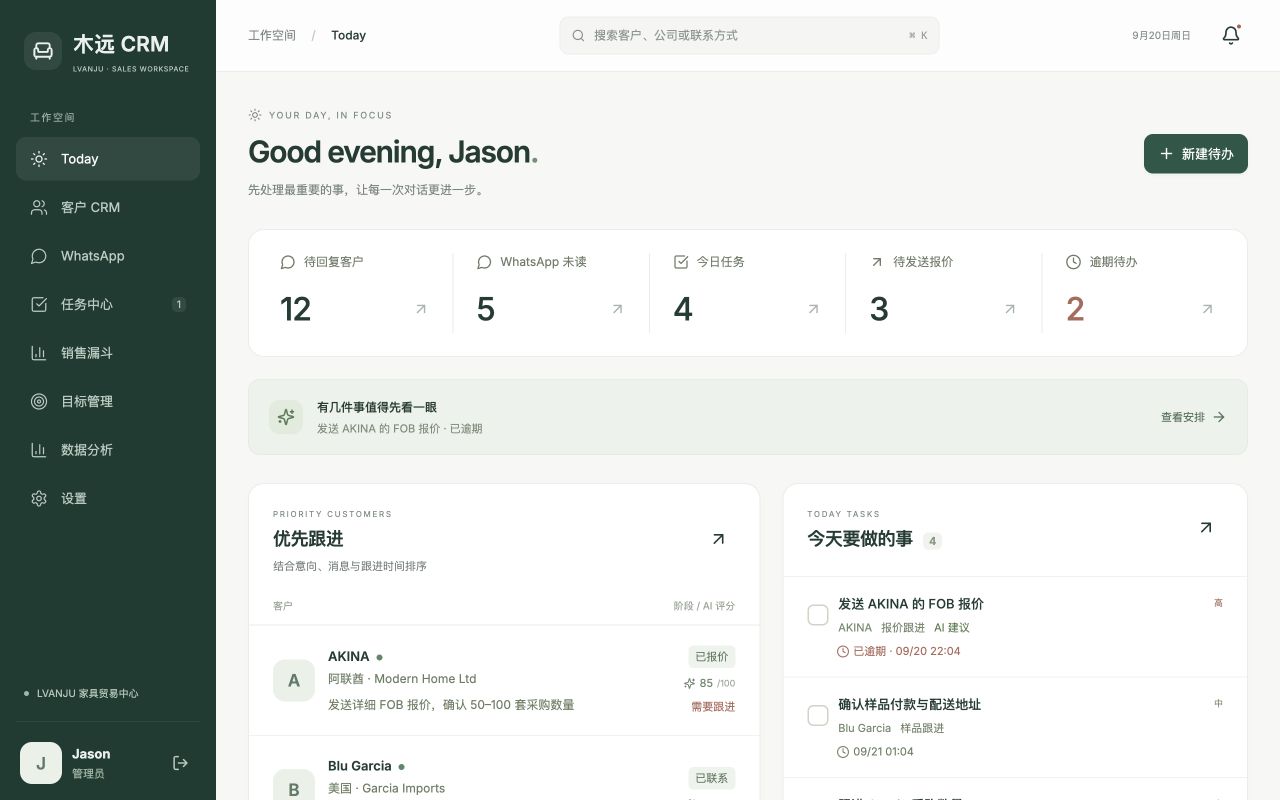 木远 CRM
LVANJU · SALES WORKSPACE
工作空间
Today
客户 CRM
WhatsApp
任务中心 1
销售漏斗
目标管理
数据分析
设置
LVANJU 家具贸易中心
J
Jason
管理员
工作空间 / Today
搜索客户、公司或联系方式 ⌘ K
9月20日周日
YOUR DAY, IN FOCUS
Good evening, Jason.
先处理最重要的事，让每一次对话更进一步。
新建待办
待回复客户
12
WhatsApp 未读
5
今日任务
4
待发送报价
3
逾期待办
2
有几件事值得先看一眼
发送 AKINA 的 FOB 报价 · 已逾期
查看安排
PRIORITY CUSTOMERS
优先跟进
结合意向、消息与跟进时间排序
客户 阶段 / AI 评分
A
AKINA
阿联酋 · Modern Home Ltd
发送详细 FOB 报价，确认 50–100 套采购数量
已报价
85 /100
需要跟进
B
Blu Garcia
美国 · Garcia Imports
已联系
TODAY TASKS
今天要做的事 4
发送 AKINA 的 FOB 报价 高
AKINA 报价跟进 AI 建议
已逾期 · 09/20 22:04
确认样品付款与配送地址 中
Blu Garcia 样品跟进
09/21 01:04